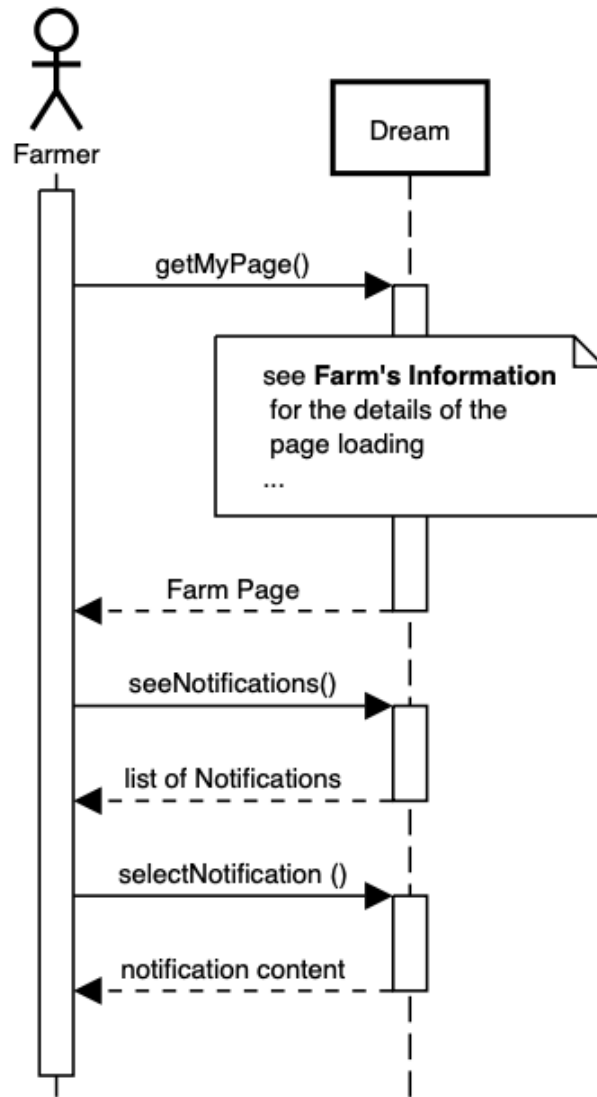 Farmer
Dream
getMyPage()
see Farm's Information
for the details of the
page loading
...
Farm Page
seeNotifications()
list of Notifications
selectNotification ()
notification content